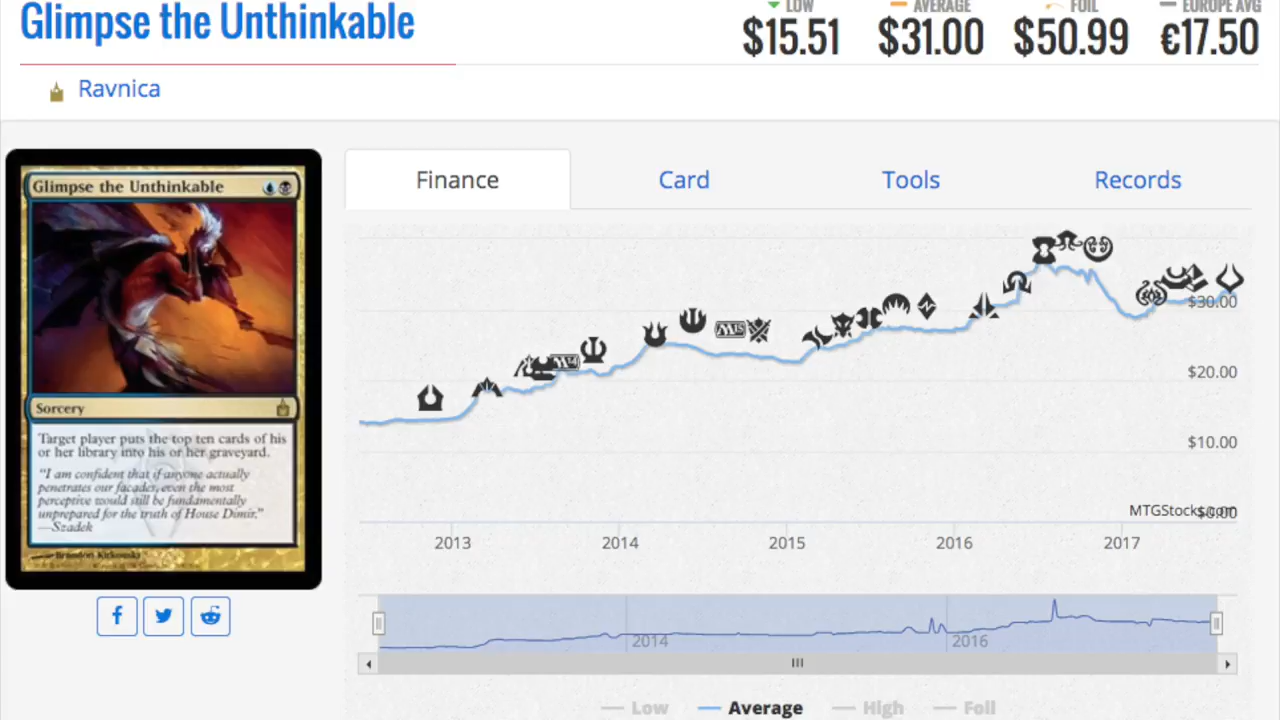 Glimpse the Unthinkable
LOW AVERAGE FOIL EUROPE AVG
$15.51 $31.00 $50.99 €17.50
Ravnica
Finance Card Tools Records
Glimpse the Unthinkable
Sorcery
Target player puts the top ten cards of his
or her library into his or her graveyard.
"I am confident that if anyone actually
penetrates our facades, even the most
perceptive would still be fundamentally
unprepared for the truth of House Dimir."
—Szadek
Brandon Kitkouski
$30.00
$20.00
$10.00
$0.00
MTGStocks.com
2013 2014 2015 2016 2017
2014 2016
Low Average High Foil